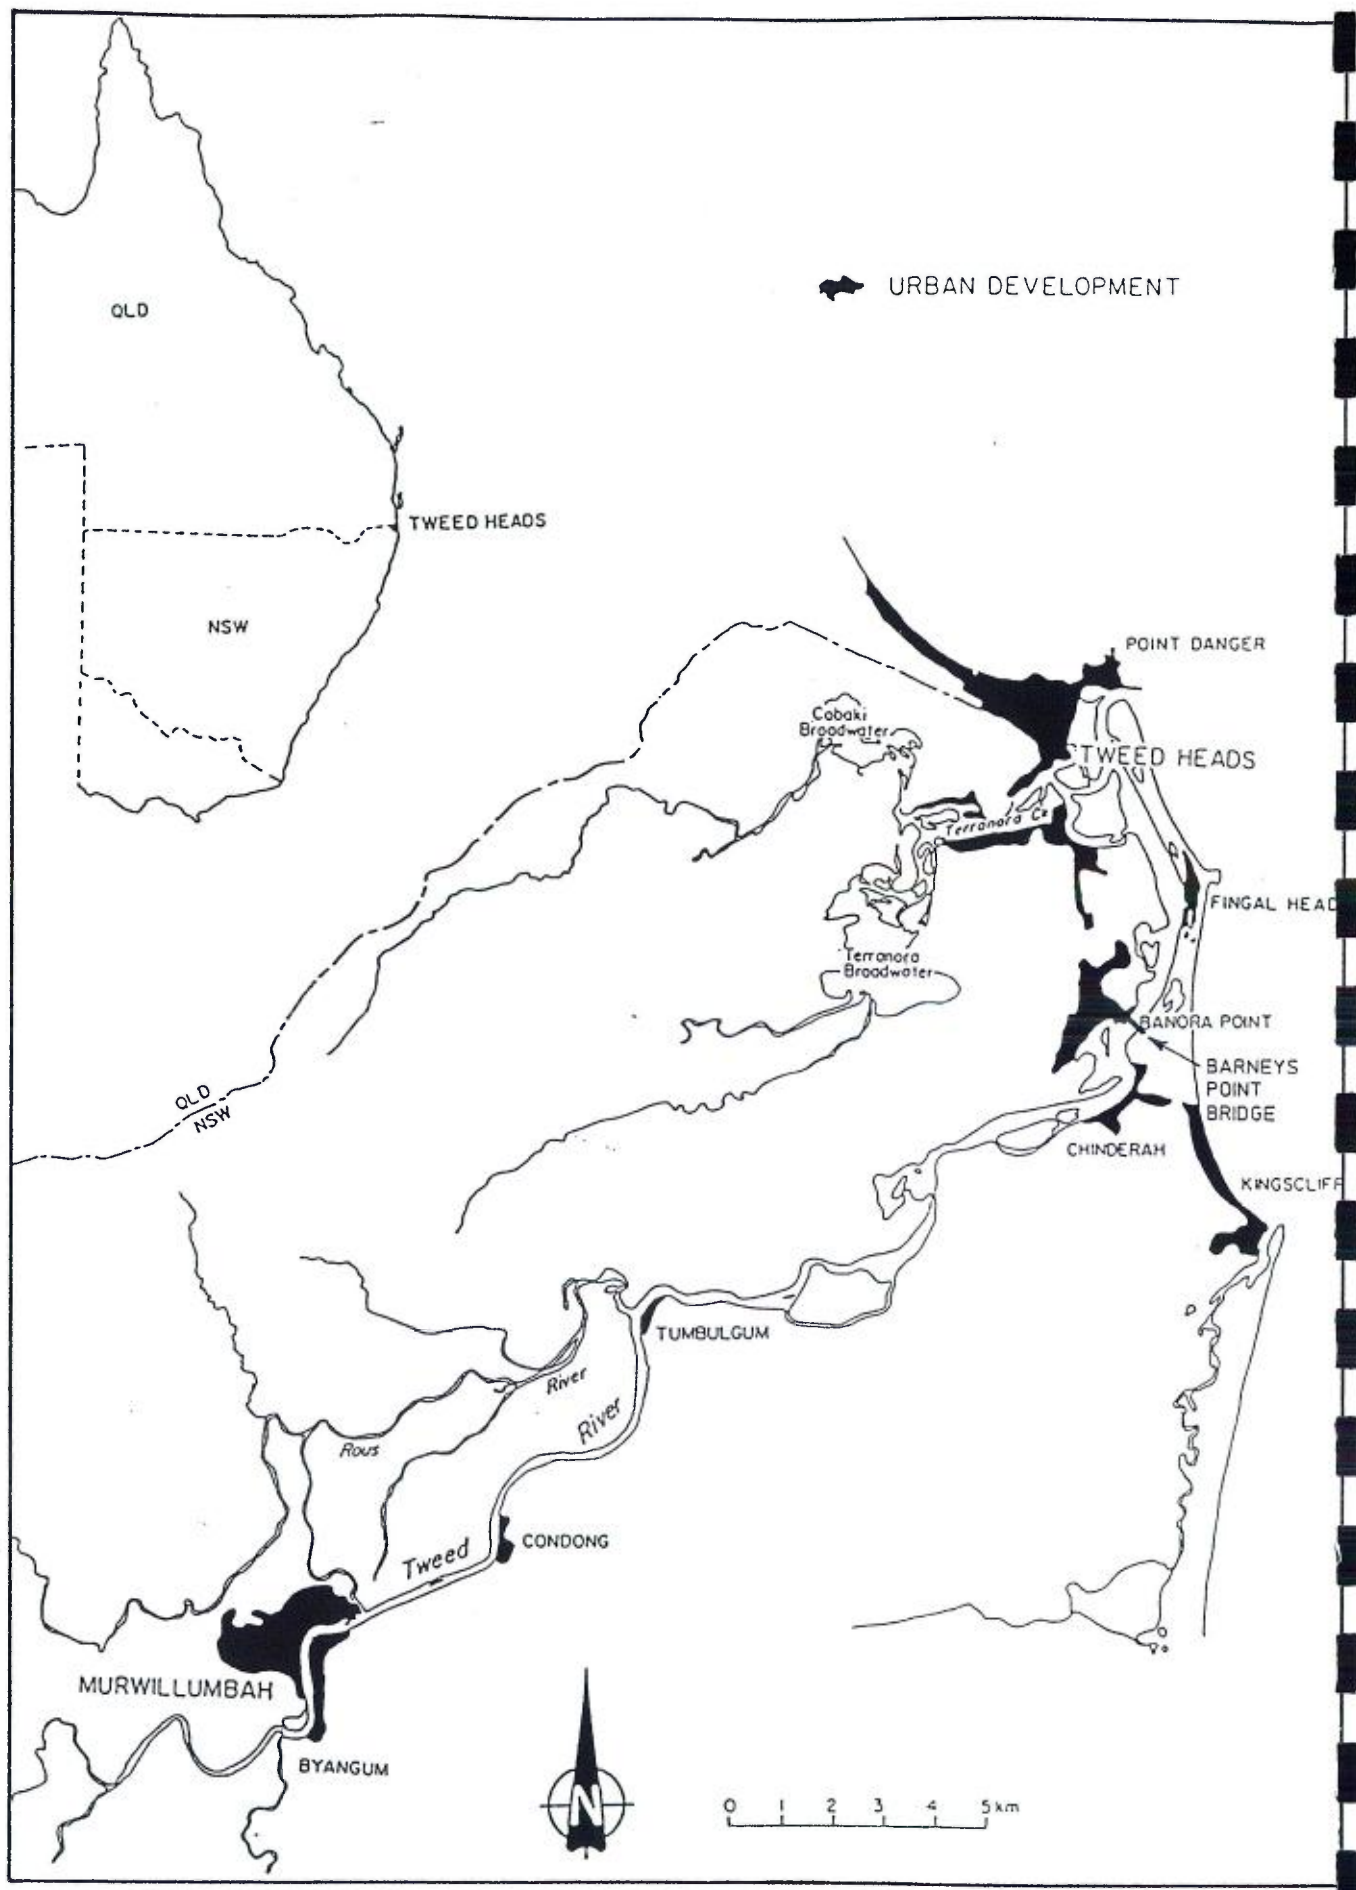 URBAN DEVELOPMENT
QLD
TWEED HEADS
NSW
POINT DANGER
Cobaki
Broadwater
TWEED HEADS
Terranora Ck
FINGAL HEAD
Terranora
Broadwater
BANORA POINT
BARNEYS
POINT
BRIDGE
QLD
NSW
CHINDERAH
KINGSCLIFF
TUMBULGUM
River
River
Rous
CONDONG
Tweed
MURWILLUMBAH
BYANGUM
N
0 1 2 3 4 5 km